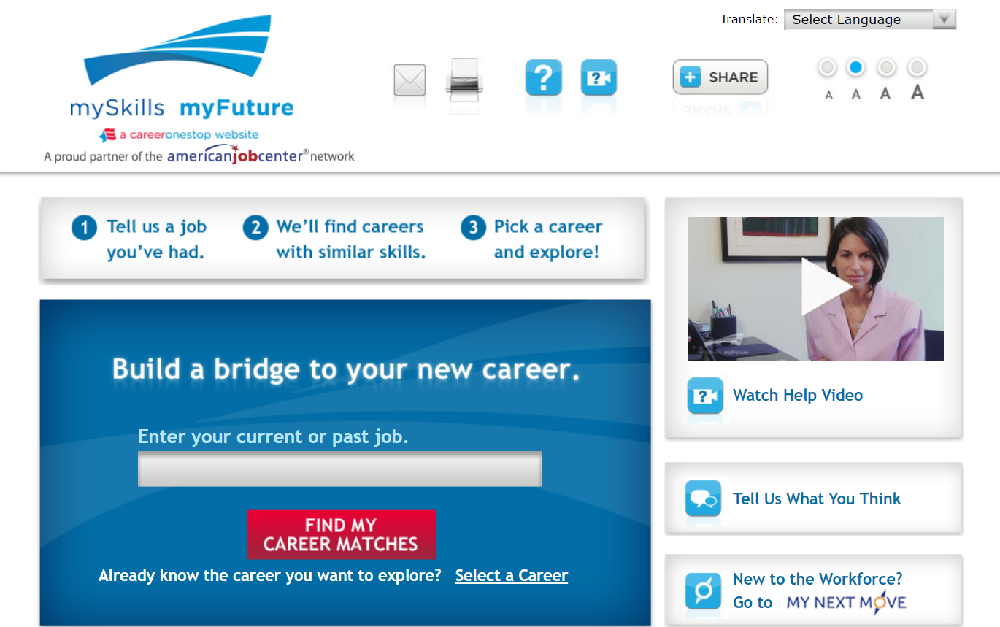 Translate: Select Language
mySkills myFuture
a careeronestop website
A proud partner of the americanjobcenter® network
? ?
+ SHARE
A A A A
1 Tell us a job you've had.
2 We'll find careers with similar skills.
3 Pick a career and explore!
Build a bridge to your new career.
Enter your current or past job.
FIND MY
CAREER MATCHES
Already know the career you want to explore? Select a Career
mySkills myFuture
? Watch Help Video
Tell Us What You Think
New to the Workforce?
Go to MY NEXT MOVE